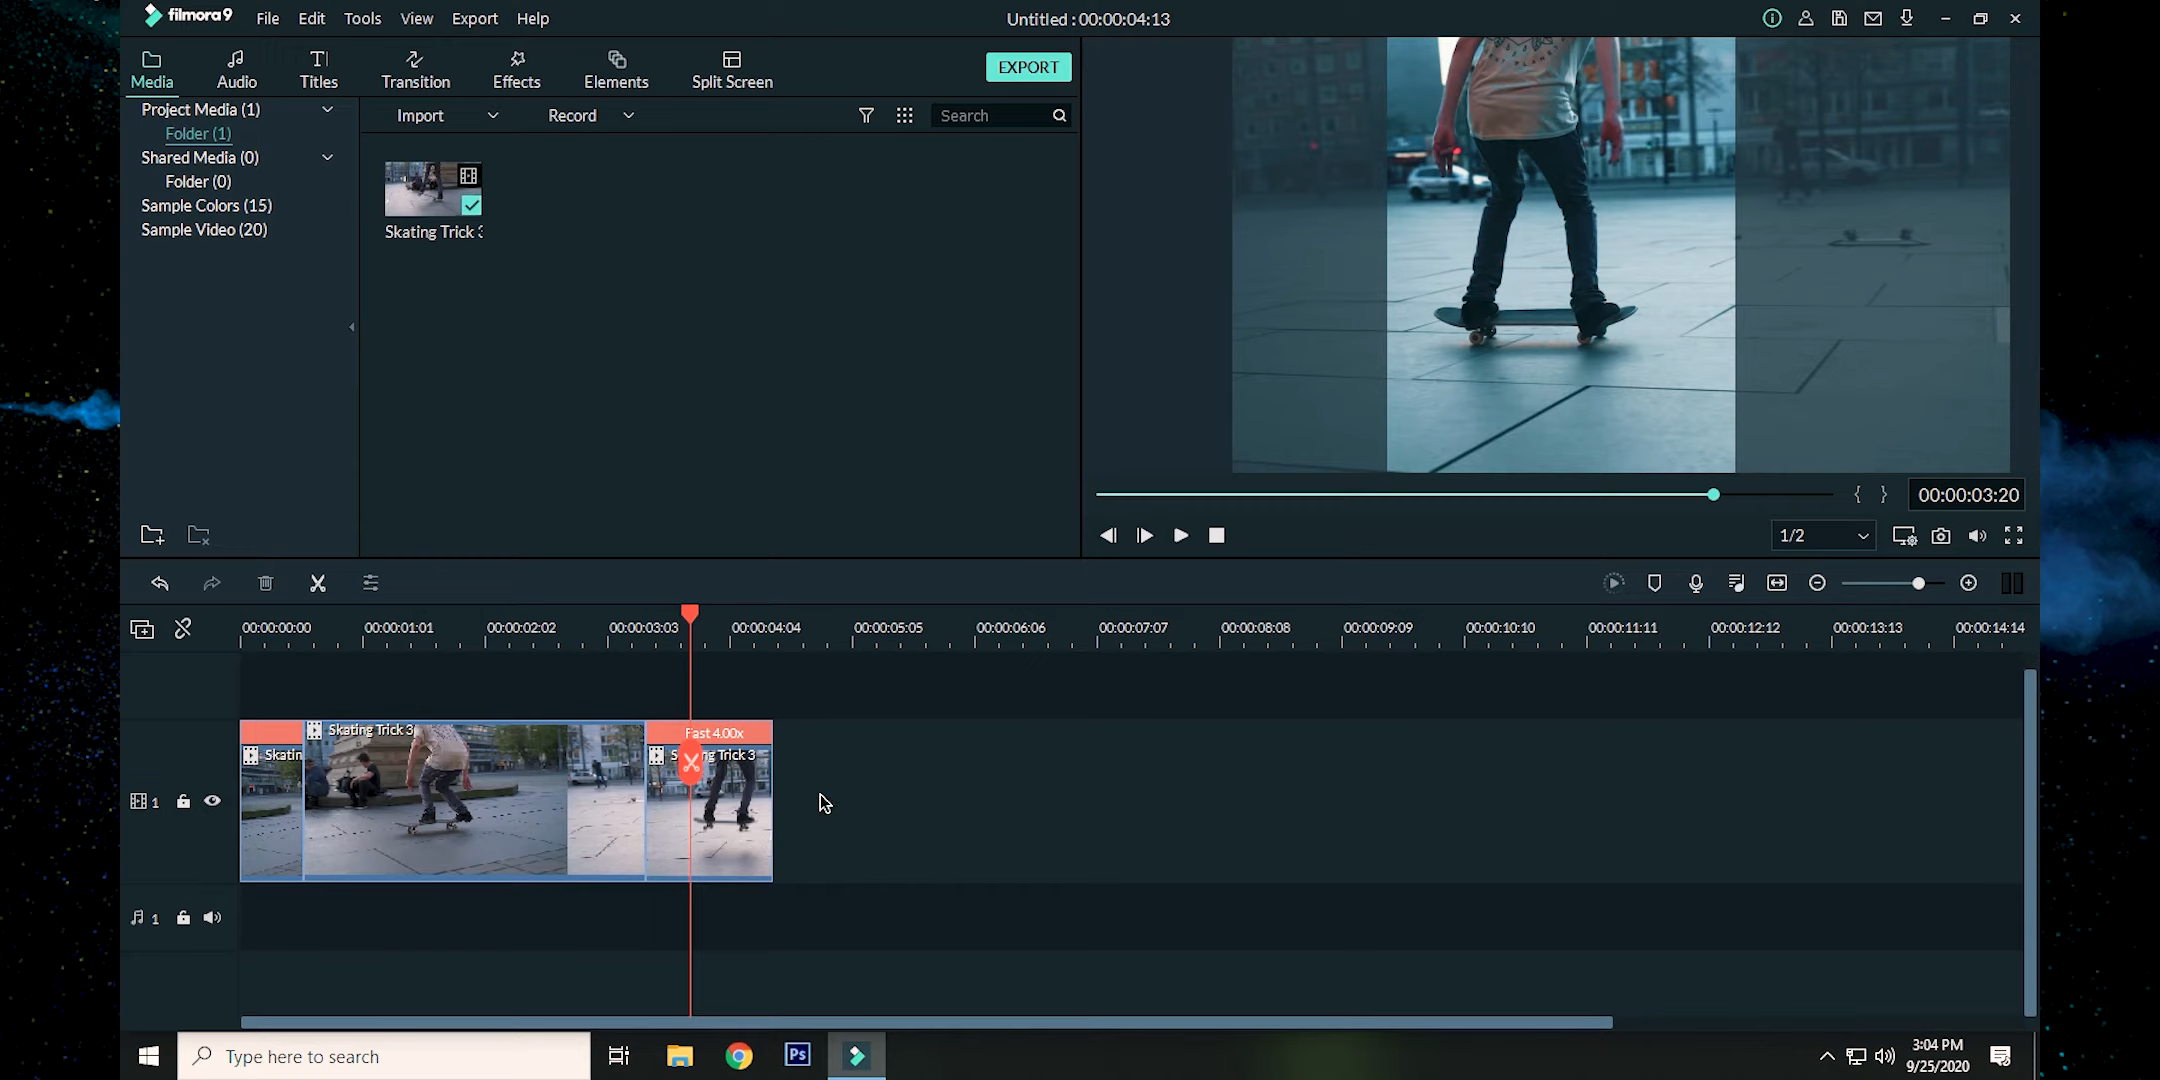 filmora9 File Edit Tools View Export Help Untitled : 00:00:04:13
Media Audio Titles Transition Effects Elements Split Screen EXPORT
Project Media (1)
Folder (1)
Shared Media (0)
Folder (0)
Sample Colors (15)
Sample Video (20)
Import Record Search
Skating Trick 3
{ } 00:00:03:20
1/2
00:00:00:00 00:00:01:01 00:00:02:02 00:00:03:03 00:00:04:04 00:00:05:05 00:00:06:06 00:00:07:07 00:00:08:08 00:00:09:09 00:00:10:10 00:00:11:11 00:00:12:12 00:00:13:13 00:00:14:14
Skating Trick 3 Fast 4.00x
Skatin Trick 3
1
1
Type here to search Ps 3:04 PM
9/25/2020